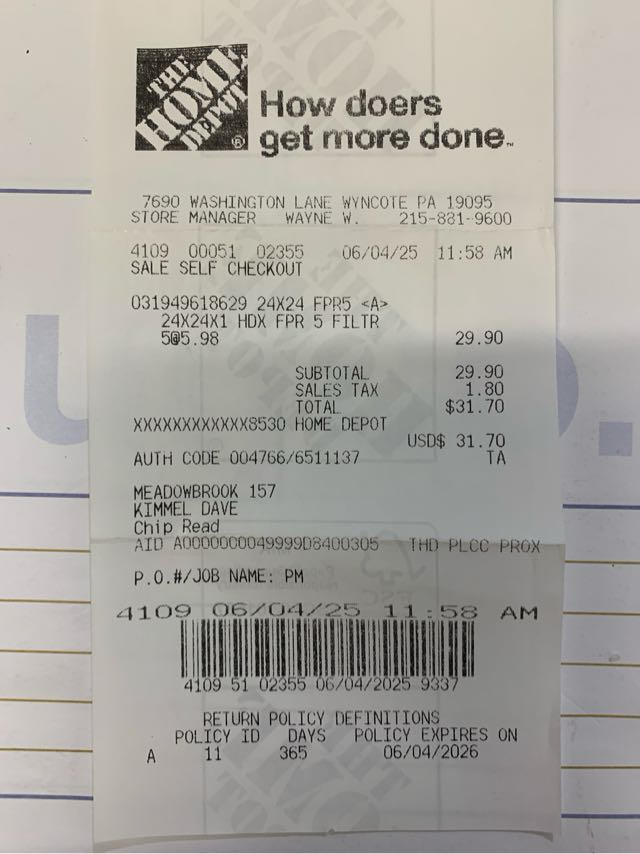 THE
HOME
DEPOT
®
How doers
get more done.™
7690 WASHINGTON LANE WYNCOTE PA 19095
STORE MANAGER WAYNE W. 215-881-9600
4109 00051 02355 06/04/25 11:58 AM
SALE SELF CHECKOUT
031949618629 24X24 FPR5 <A>
24X24X1 HDX FPR 5 FILTR
5@5.98 29.90
SUBTOTAL 29.90
SALES TAX 1.80
TOTAL $31.70
XXXXXXXXXXXX8530 HOME DEPOT
USD$ 31.70
AUTH CODE 004766/6511137 TA
MEADOWBROOK 157
KIMMEL DAVE
Chip Read
AID A0000000049999D8400305 THD PLCC PROX
P.O.#/JOB NAME: PM
4109 06/04/25 11:58 AM
4109 51 02355 06/04/2025 9337
RETURN POLICY DEFINITIONS
POLICY ID DAYS POLICY EXPIRES ON
A 11 365 06/04/2026